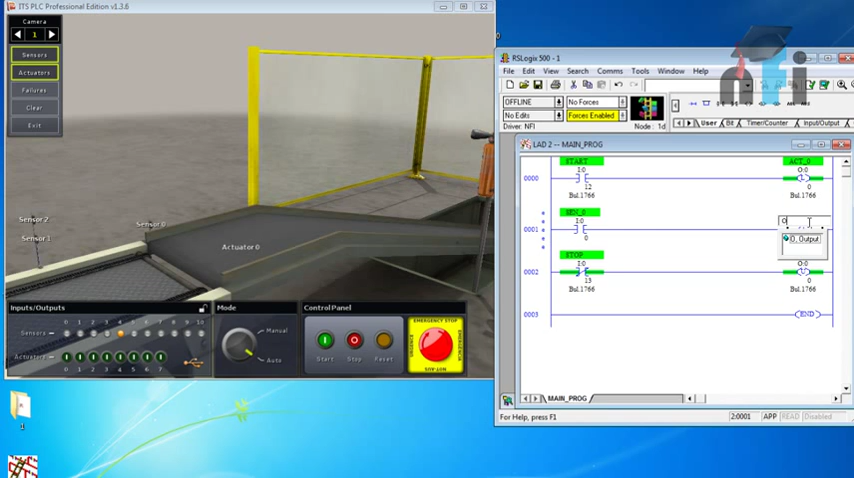 ITS PLC Professional Edition v1.3.6
Camera
1
Sensors
Actuators
Failures
Clear
Exit
Sensor 2
Sensor 1
Sensor 0
Actuator 0
Inputs/Outputs
0 1 2 3 4 5 6 7 8 9 10
Sensors
Actuators
0 1 2 3 4 5 6 7
Mode
Manual
Auto
Control Panel
Start
Stop
Reset
EMERGENCY STOP
1
nfi
RSLogix 500 - 1
File Edit View Search Comms Tools Window Help
OFFLINE
No Forces
No Edits
Forces Enabled
Driver: NFI
Node : 1d
User
Bit
Timer/Counter
Input/Output
LAD 2 -- MAIN_PROG
START
I:0
12
Bul.1766
ACT_0
O:0
L
0
Bul.1766
0000
SEN_0
I:0
0
Bul.1766
0001
e
e
e
e
O
O, Output
STOP
I:0
13
Bul.1766
O:0
U
0
Bul.1766
0002
0003
END
MAIN_PROG
For Help, press F1
2:0001
APP
READ
Disabled